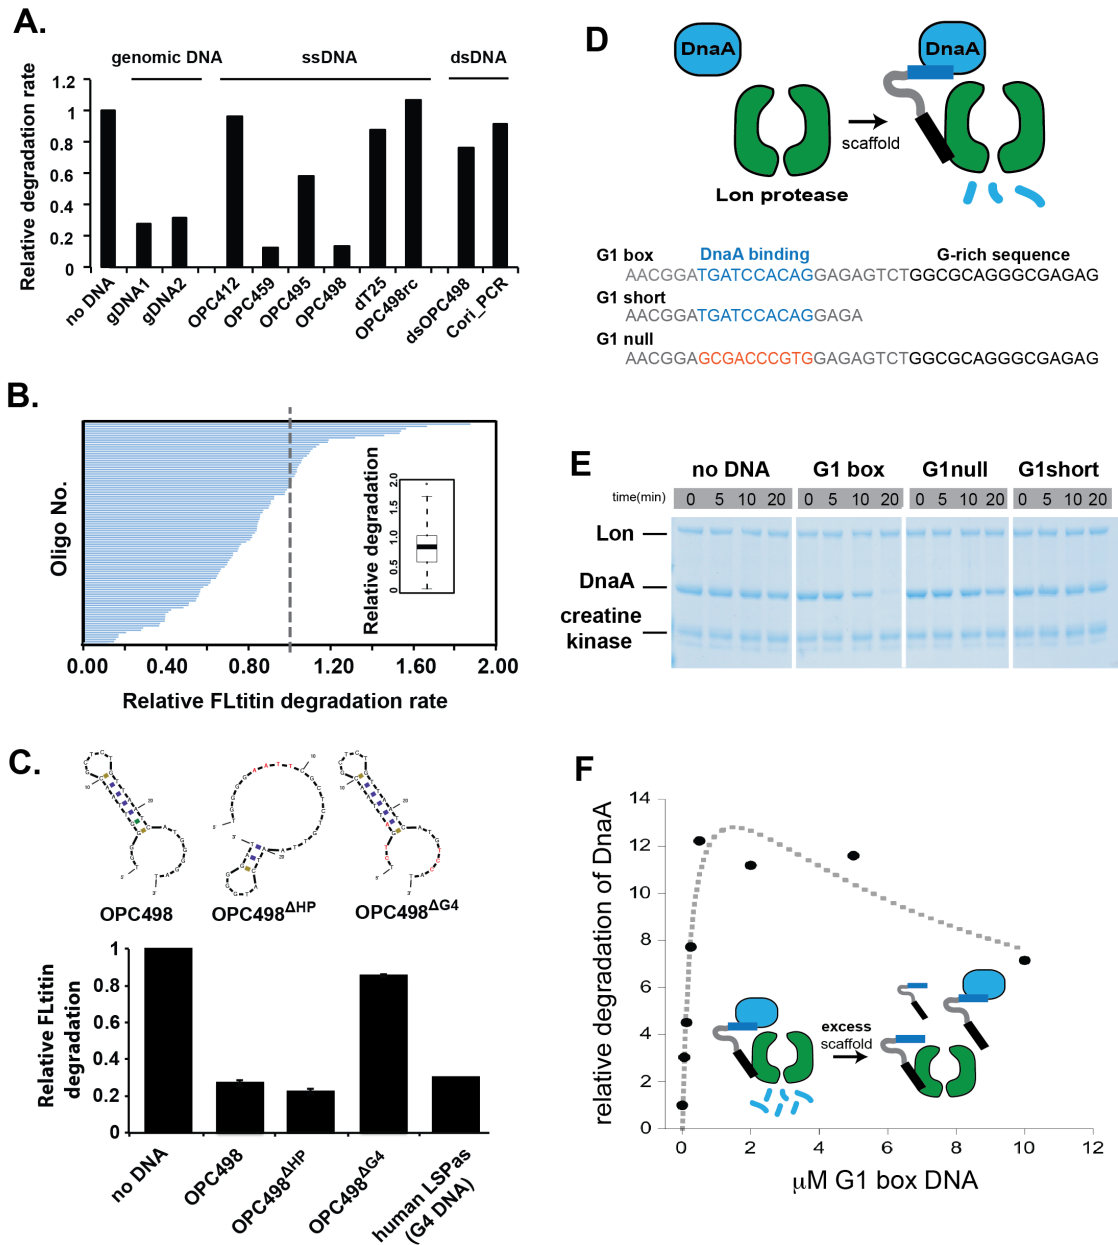 A.
genomic DNA ssDNA dsDNA
Relative degradation rate
1.2
1
0.8
0.6
0.4
0.2
0
no DNA gDNA1 gDNA2 OPC412 OPC459 OPC495 OPC498 dT25 OPC498rc dsOPC498 Cori_PCR
B.
Oligo No.
Relative degradation
0.0 0.5 1.0 1.5 2.0
0.00 0.40 0.80 1.20 1.60 2.00
Relative FLtitin degradation rate
C.
OPC498 OPC498ΔHP OPC498ΔG4
Relative FLtitin
degradation
1
0.8
0.6
0.4
0.2
0
no DNA OPC498 OPC498ΔHP OPC498ΔG4 human LSPas
(G4 DNA)
D
DnaA DnaA
scaffold
Lon protease
G1 box DnaA binding G-rich sequence
AACGGATGATCCACAGGAGAGTCTGGCGCAGGGCGAGAG
G1 short
AACGGATGATCCACAGGAGA
G1 null
AACGGAGCGACCCGTGGAGAGTCTGGCGCAGGGCGAGAG
E
no DNA G1 box G1null G1short
time(min) 0 5 10 20 0 5 10 20 0 5 10 20 0 5 10 20
Lon
DnaA
creatine
kinase
F
relative degradation of DnaA
14
12
10
8
6
4
2
0
excess
scaffold
0 2 4 6 8 10 12
μM G1 box DNA